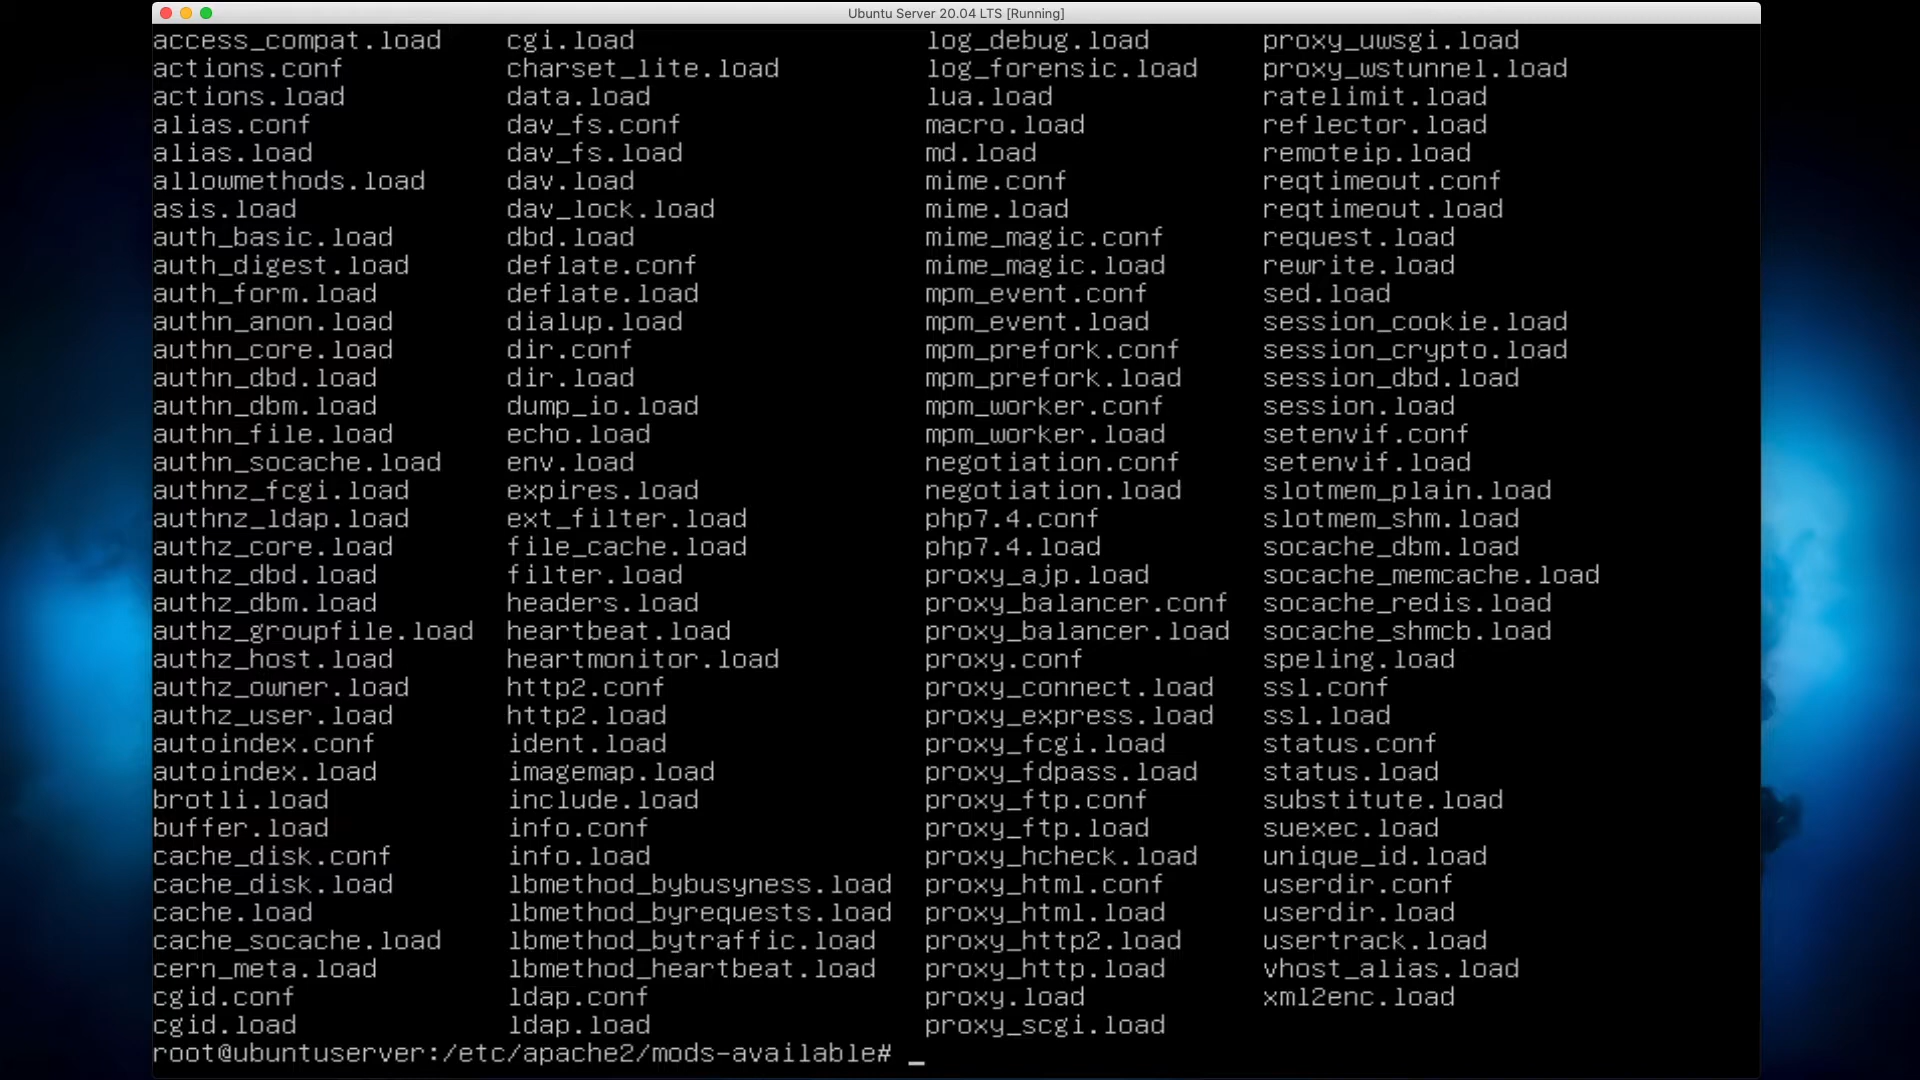 Ubuntu Server 20.04 LTS [Running]
access_compat.load cgi.load log_debug.load proxy_uwsgi.load
actions.conf charset_lite.load log_forensic.load proxy_wstunnel.load
actions.load data.load lua.load ratelimit.load
alias.conf dav_fs.conf macro.load reflector.load
alias.load dav_fs.load md.load remoteip.load
allowmethods.load dav.load mime.conf reqtimeout.conf
asis.load dav_lock.load mime.load reqtimeout.load
auth_basic.load dbd.load mime_magic.conf request.load
auth_digest.load deflate.conf mime_magic.load rewrite.load
auth_form.load deflate.load mpm_event.conf sed.load
authn_anon.load dialup.load mpm_event.load session_cookie.load
authn_core.load dir.conf mpm_prefork.conf session_crypto.load
authn_dbd.load dir.load mpm_prefork.load session_dbd.load
authn_dbm.load dump_io.load mpm_worker.conf session.load
authn_file.load echo.load mpm_worker.load setenvif.conf
authn_socache.load env.load negotiation.conf setenvif.load
authnz_fcgi.load expires.load negotiation.load slotmem_plain.load
authnz_ldap.load ext_filter.load php7.4.conf slotmem_shm.load
authz_core.load file_cache.load php7.4.load socache_dbm.load
authz_dbd.load filter.load proxy_ajp.load socache_memcache.load
authz_dbm.load headers.load proxy_balancer.conf socache_redis.load
authz_groupfile.load heartbeat.load proxy_balancer.load socache_shmcb.load
authz_host.load heartmonitor.load proxy.conf speling.load
authz_owner.load http2.conf proxy_connect.load ssl.conf
authz_user.load http2.load proxy_express.load ssl.load
autoindex.conf ident.load proxy_fcgi.load status.conf
autoindex.load imagemap.load proxy_fdpass.load status.load
brotli.load include.load proxy_ftp.conf substitute.load
buffer.load info.conf proxy_ftp.load suexec.load
cache_disk.conf info.load proxy_hcheck.load unique_id.load
cache_disk.load lbmethod_bybusyness.load proxy_html.conf userdir.conf
cache.load lbmethod_byrequests.load proxy_html.load userdir.load
cache_socache.load lbmethod_bytraffic.load proxy_http2.load usertrack.load
cern_meta.load lbmethod_heartbeat.load proxy_http.load vhost_alias.load
cgid.conf ldap.conf proxy.load xml2enc.load
cgid.load ldap.load proxy_scgi.load
root@ubuntuserver:/etc/apache2/mods-available# _